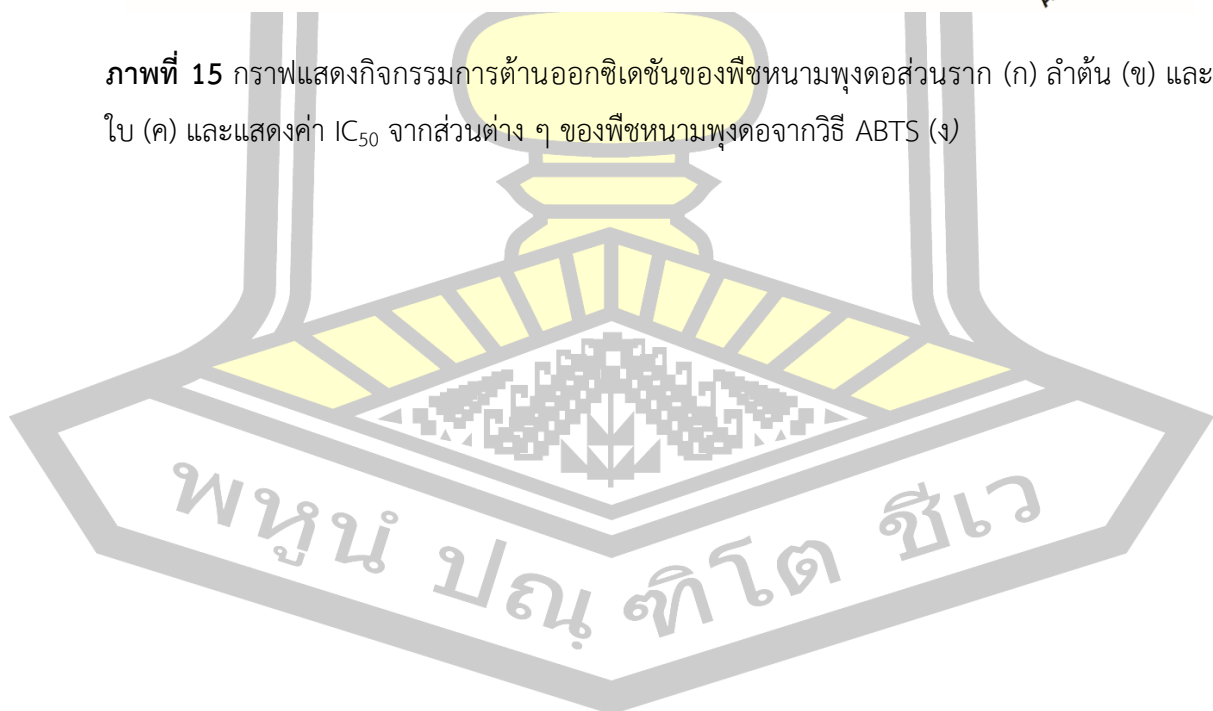 ภาพที่ 15 กราฟแสดงกิจกรรมการต้านออกซิเดชันของพืชหนามพุงดอส่วนราก (ก) ลำต้น (ข) และ
ใบ (ค) และแสดงค่า IC50 จากส่วนต่าง ๆ ของพืชหนามพุงดอจากวิธี ABTS (ง)
พหูนํ ปณฺฑิโต ชีเว